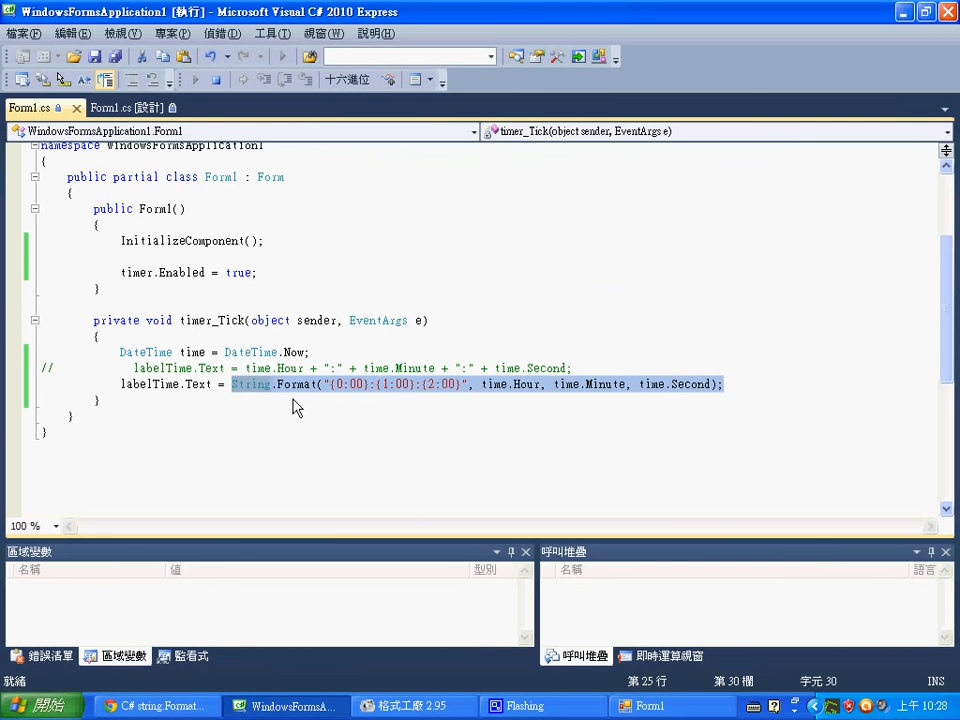 WindowsFormsApplication1 [執行] - Microsoft Visual C# 2010 Express
檔案(F) 編輯(E) 檢視(V) 專案(P) 偵錯(D) 工具(T) 視窗(W) 說明(H)
十六進位
Form1.cs Form1.cs [設計]
WindowsFormsApplication1.Form1 timer_Tick(object sender, EventArgs e)
namespace WindowsFormsApplication1
{
public partial class Form1 : Form
{
public Form1()
{
InitializeComponent();
timer.Enabled = true;
}
private void timer_Tick(object sender, EventArgs e)
{
DateTime time = DateTime.Now;
// labelTime.Text = time.Hour + ":" + time.Minute + ":" + time.Second;
labelTime.Text = String.Format("{0:00}:{1:00}:{2:00}", time.Hour, time.Minute, time.Second);
}
}
}
100 %
區域變數 呼叫堆疊
名稱 值 型別 名稱 語言
錯誤清單 區域變數 監看式 呼叫堆疊 即時運算視窗
就緒 第 25 行 第 30 欄 字元 30 INS
開始 C# string.Format... WindowsFormsA... 格式工廠 2.95 Flashing Form1 上午 10:28